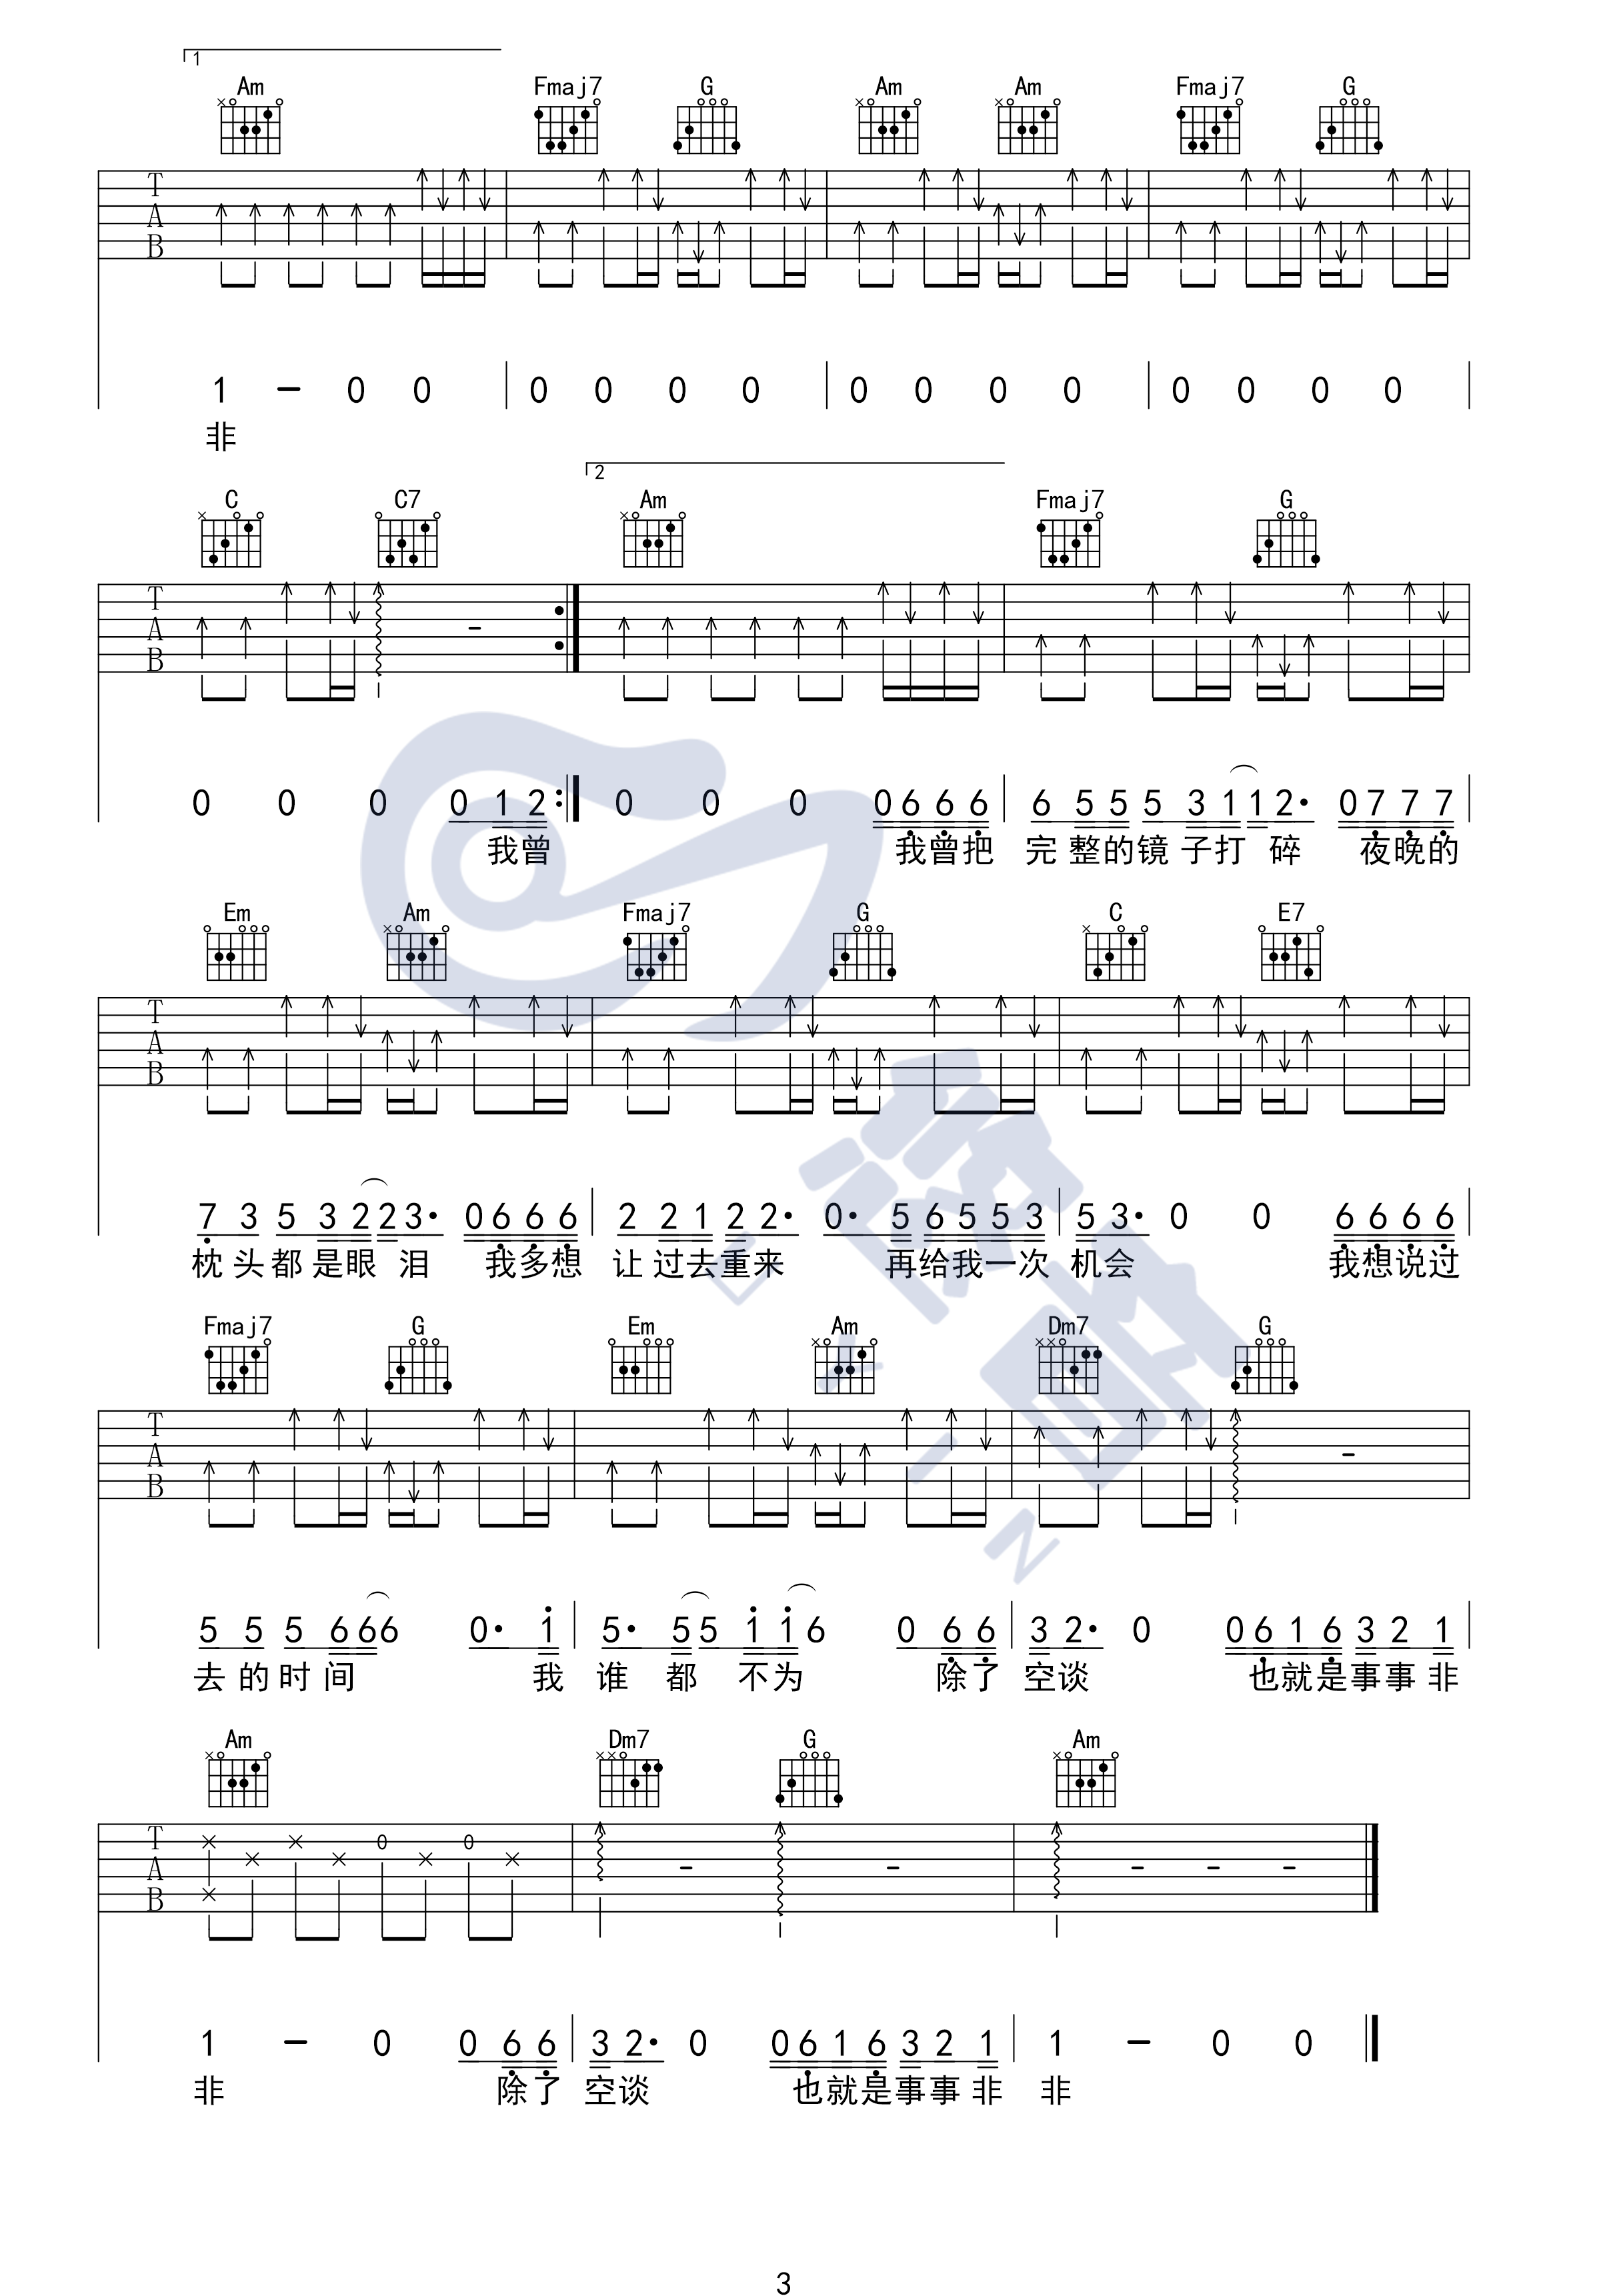 1
Am Fmaj7 G Am Am Fmaj7 G
T
A
B
1 - 0 0 0 0 0 0 0 0 0 0 0 0 0 0
非
2
C C7 Am Fmaj7 G
T
A
B
0 0 0 0 1 2 : 0 0 0 0 6 6 6 6 5 5 5 3 1 1 2· 0 7 7 7
我曾 我曾把 完整的镜子打碎 夜晚的
Em Am Fmaj7 G C E7
T
A
B
7 3 5 3 2 2 3· 0 6 6 6 2 2 1 2 2· 0· 5 6 5 5 3 5 3· 0 0 6 6 6 6
枕头都是眼泪 我多想 让过去重来 再给我一次 机会 我想说过
Fmaj7 G Em Am Dm7 G
T
A
B
5 5 5 6 6 6 0· 1 5· 5 5 1 1 6 0 6 6 3 2· 0 0 6 1 6 3 2 1
去的时间 我 谁都不为 除了 空谈 也就是事事非
Am Dm7 G Am
T
A
B
0 0
1 - 0 0 6 6 3 2· 0 0 6 1 6 3 2 1 1 - 0 0
非 除了 空谈 也就是事事非 非
悠音
3